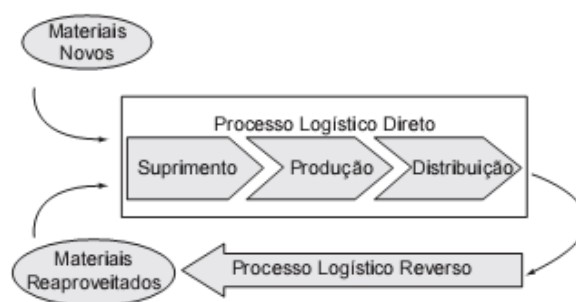 Materiais
Novos
Processo Logístico Direto
Suprimento
Produção
Distribuição
Materiais
Reaproveitados
Processo Logístico Reverso